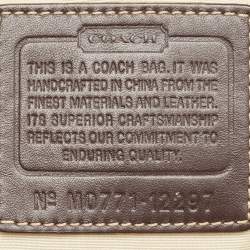 COACH
THIS IS A COACH BAG. IT WAS
HANDCRAFTED IN CHINA FROM THE
FINEST MATERIALS AND LEATHER.
ITS SUPERIOR CRAFTSMANSHIP
REFLECTS OUR COMMITMENT TO
ENDURING QUALITY.
Nº M0771-12297